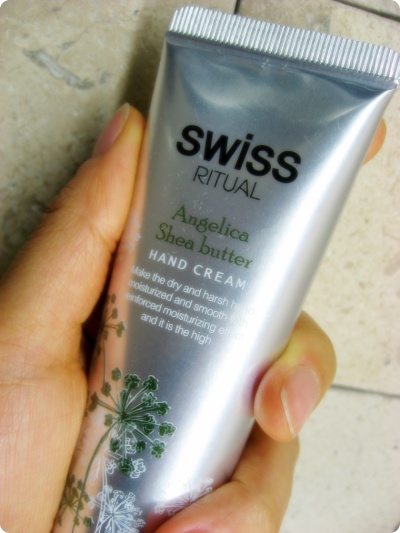 swiss
RITUAL
Angelica
Shea butter
HAND CREAM
Make the dry and harsh
moisturized and smooth
enforced moisturizing
and it is the high